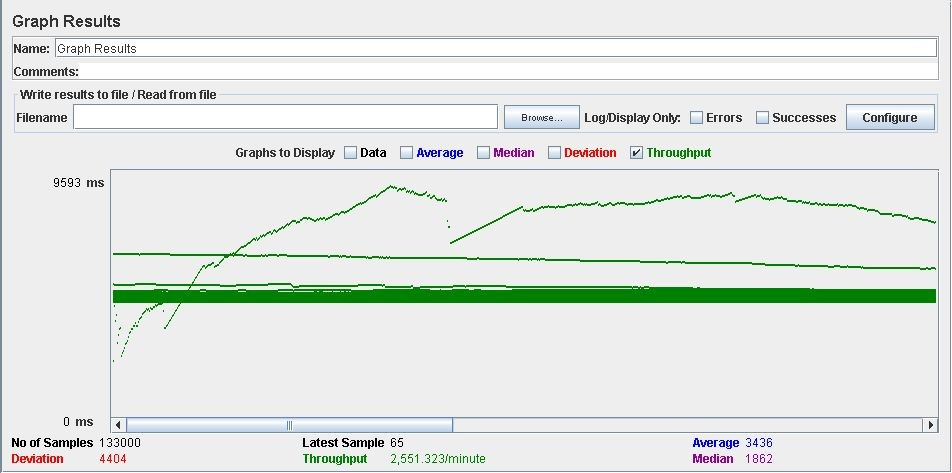 Graph Results
Name: Graph Results
Comments:
Write results to file / Read from file
Filename Browse... Log/Display Only: Errors Successes Configure
Graphs to Display Data Average Median Deviation Throughput
9593 ms
0 ms
No of Samples 133000 Latest Sample 65 Average 3436
Deviation 4404 Throughput 2,551.323/minute Median 1862